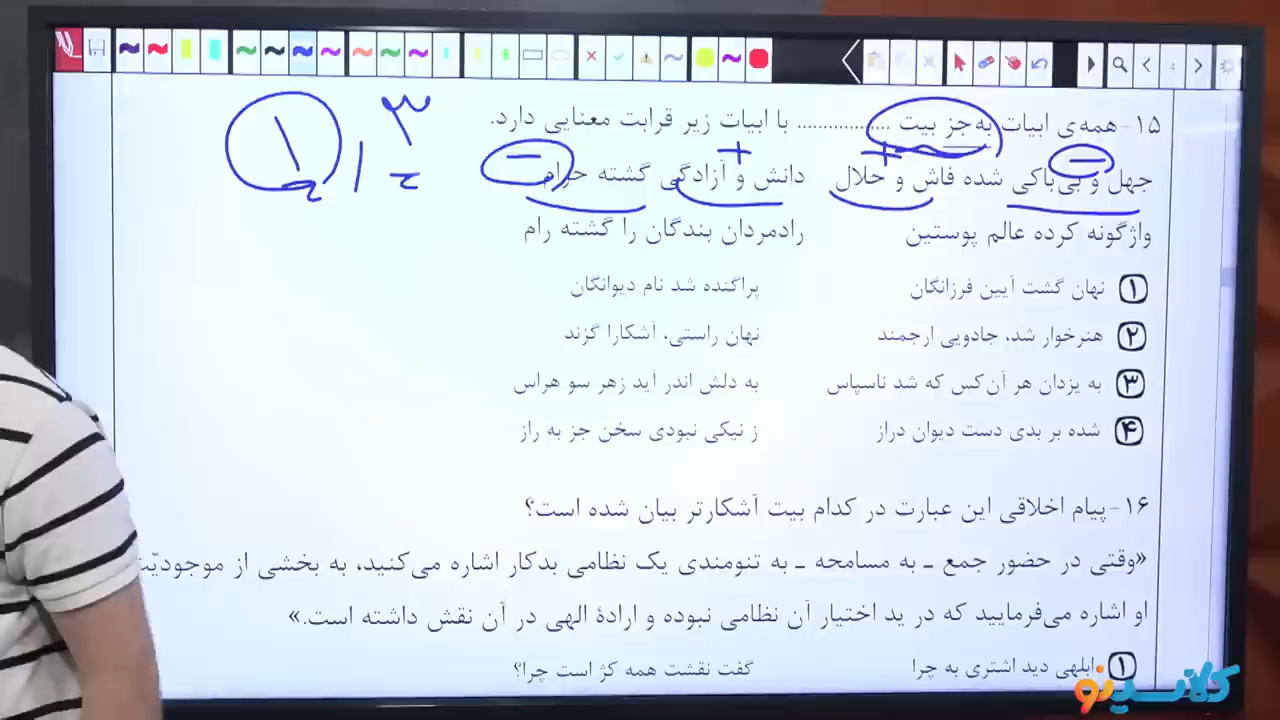 ۱۵- همه‌ی ابیات به‌جز بیت ................. با ابیات زیر قرابت معنایی دارد.
جهل و بی‌باکی شده فاش و حلال دانش و آزادگی گشته حرام
واژگونه کرده عالم پوستین رادمردان بندگان را گشته رام
۱ نهان گشت آیین فرزانگان پراگنده شد نام دیوانگان
۲ هنرخوار شد، جادویی ارجمند نهان راستی، آشکارا گزند
۳ به یزدان هر آن‌کس که شد ناسپاس به دلش اندر آید زهر سو هراس
۴ شده بر بدی دست دیوان دراز ز نیکی نبودی سخن جز به راز
۱۶- پیام اخلاقی این عبارت در کدام بیت آشکارتر بیان شده است؟
«وقتی در حضور جمع ـ به مسامحه ـ به تنومندی یک نظامی بدکار اشاره می‌کنید، به بخشی از موجودیّت
او اشاره می‌فرمایید که در ید اختیار آن نظامی نبوده و ارادهٔ الهی در آن نقش داشته است.»
۱ ابلهی دید اشتری به چرا گفت نقشت همه کژ است چرا؟
کلاسینو